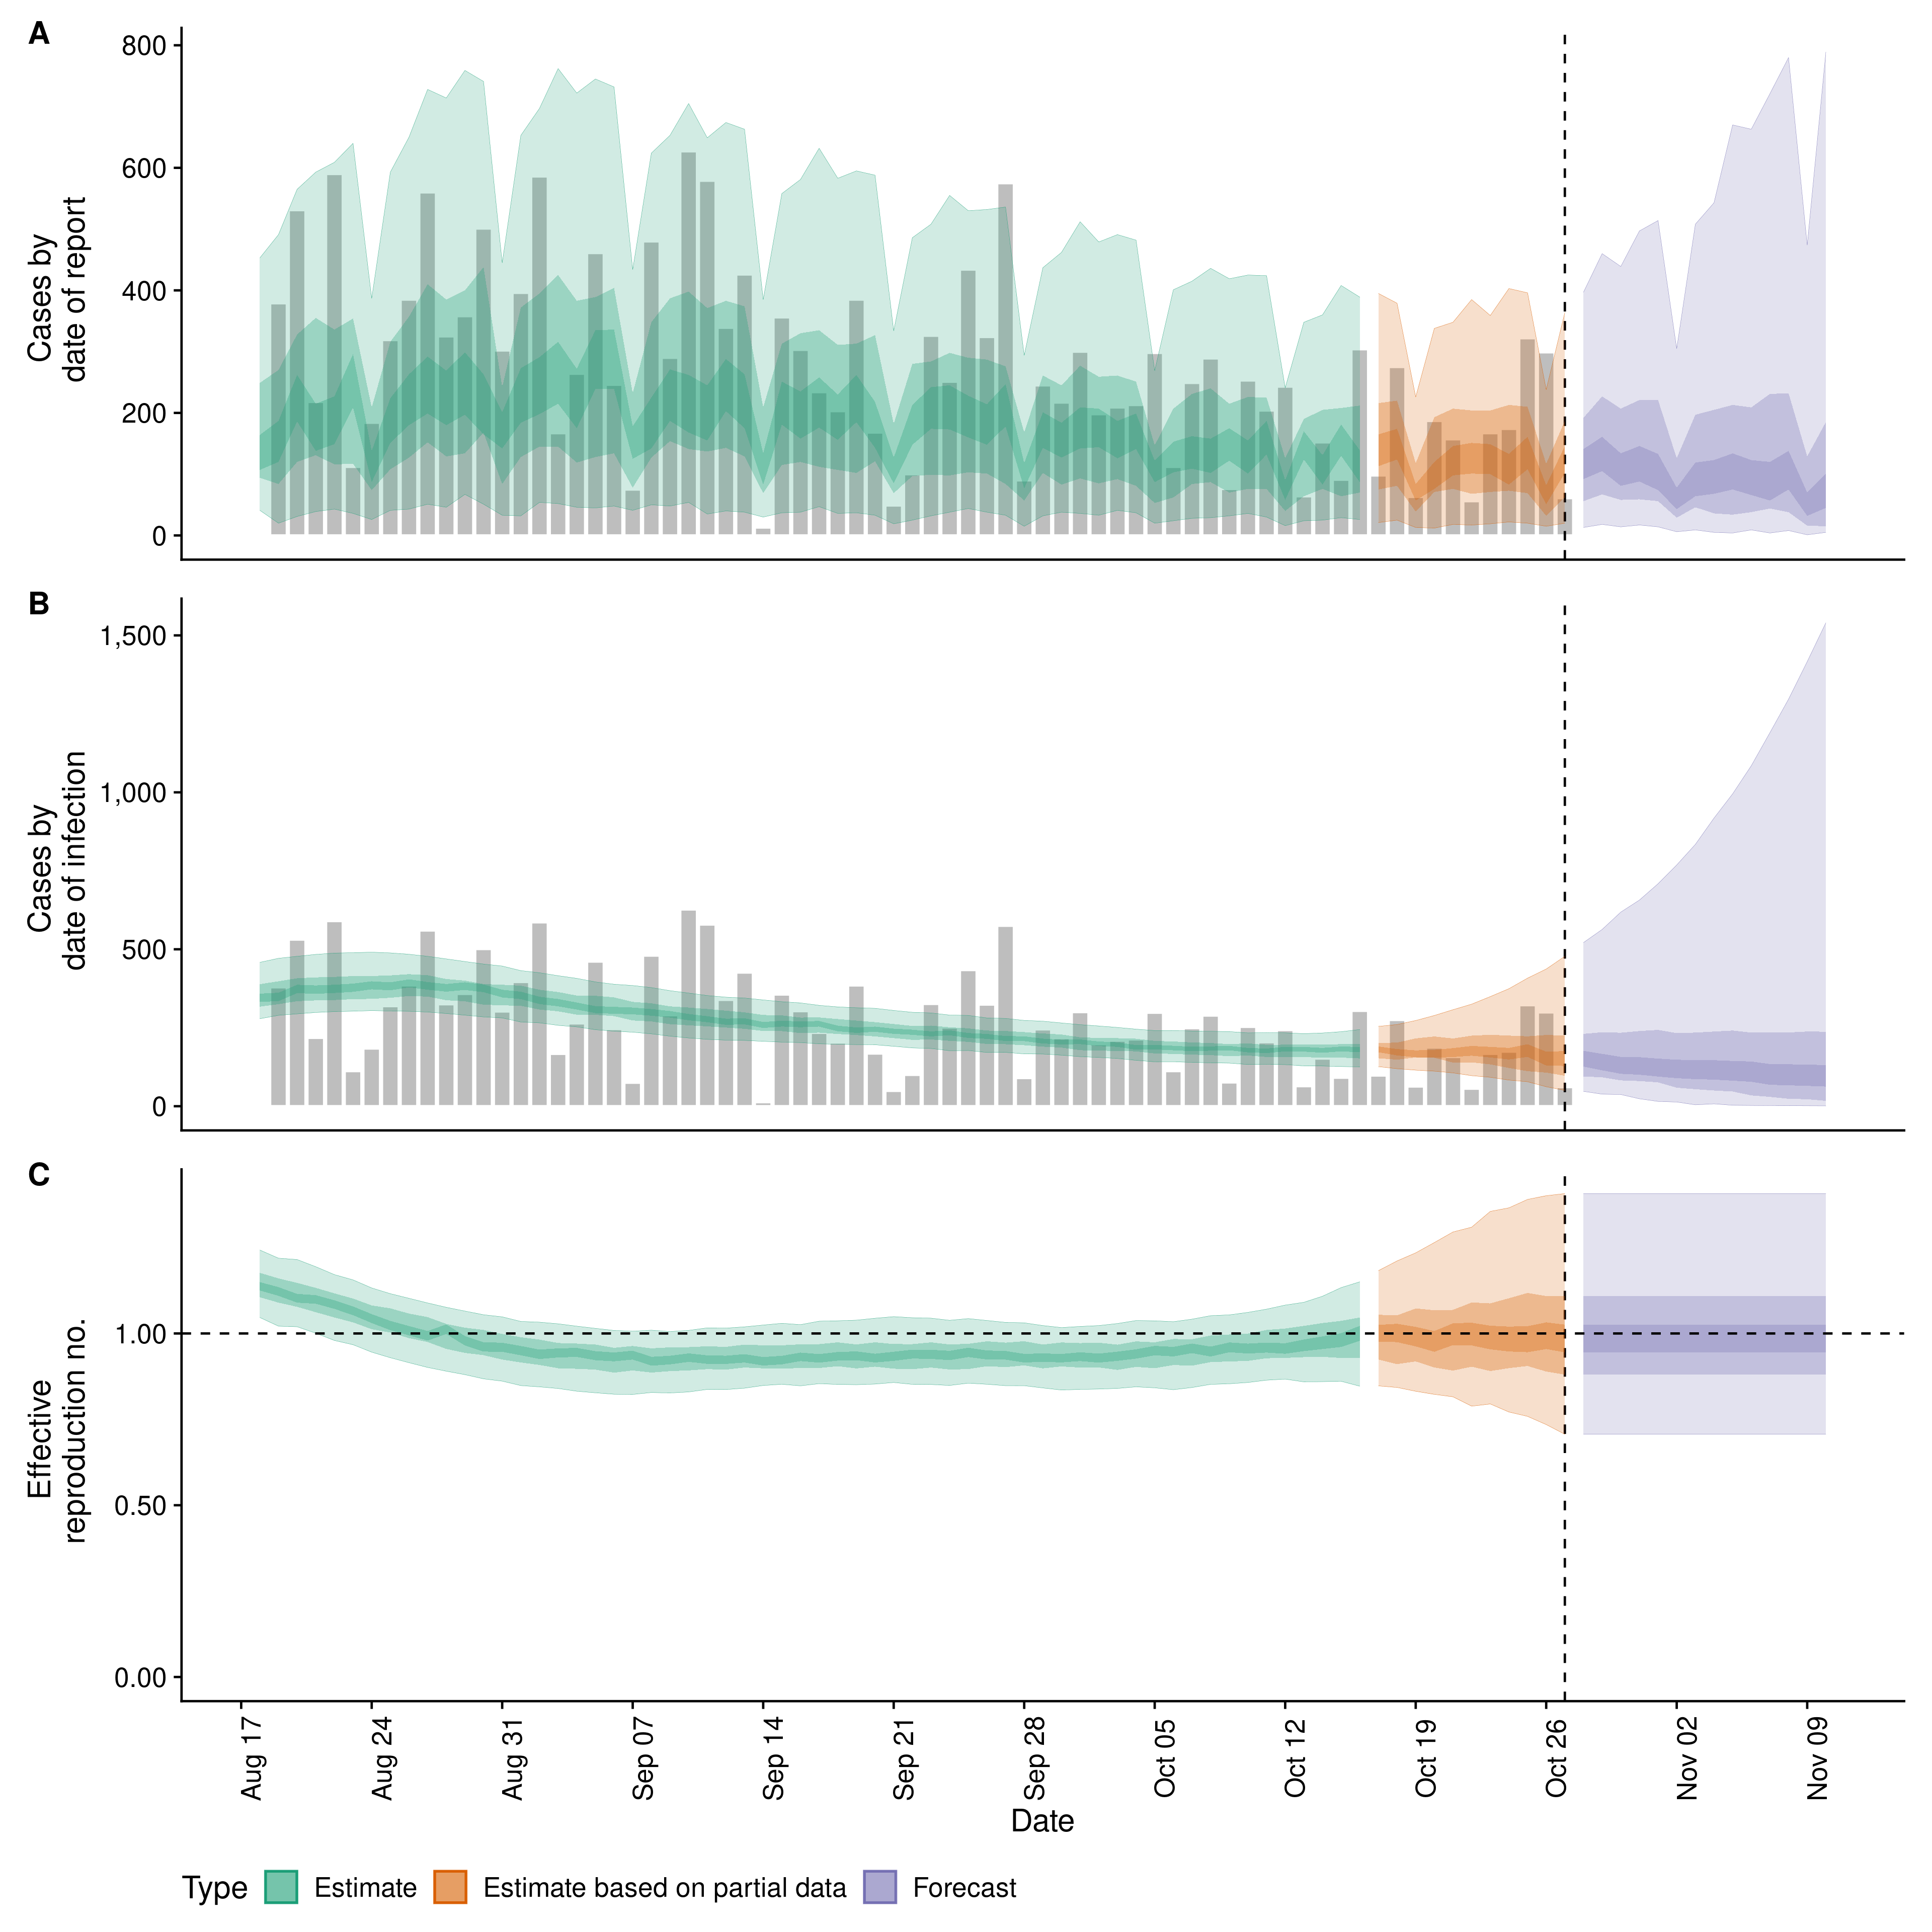 A
800
600
400
200
0
Cases by
date of report
B
1,500
1,000
500
0
Cases by
date of infection
C
1.00
0.50
0.00
Effective
reproduction no.
Aug 17
Aug 24
Aug 31
Sep 07
Sep 14
Sep 21
Sep 28
Oct 05
Oct 12
Oct 19
Oct 26
Nov 02
Nov 09
Date
Type Estimate Estimate based on partial data Forecast